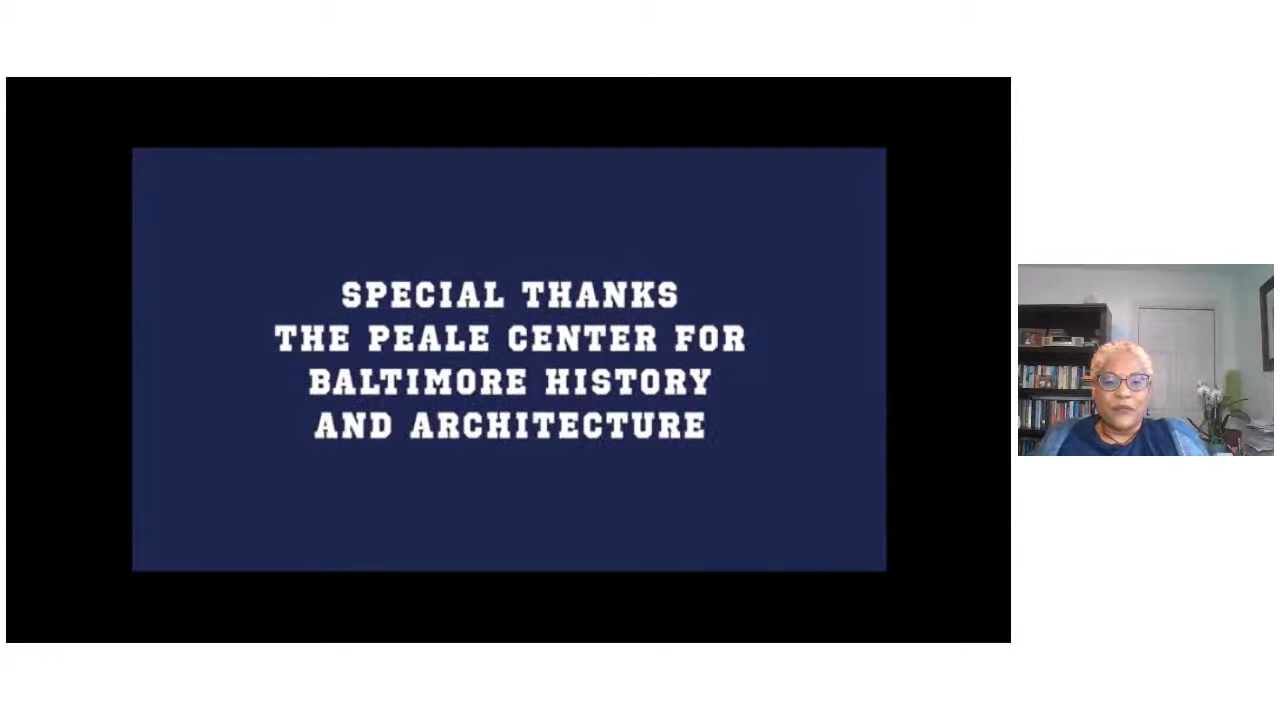 SPECIAL THANKS
THE PEALE CENTER FOR
BALTIMORE HISTORY
AND ARCHITECTURE